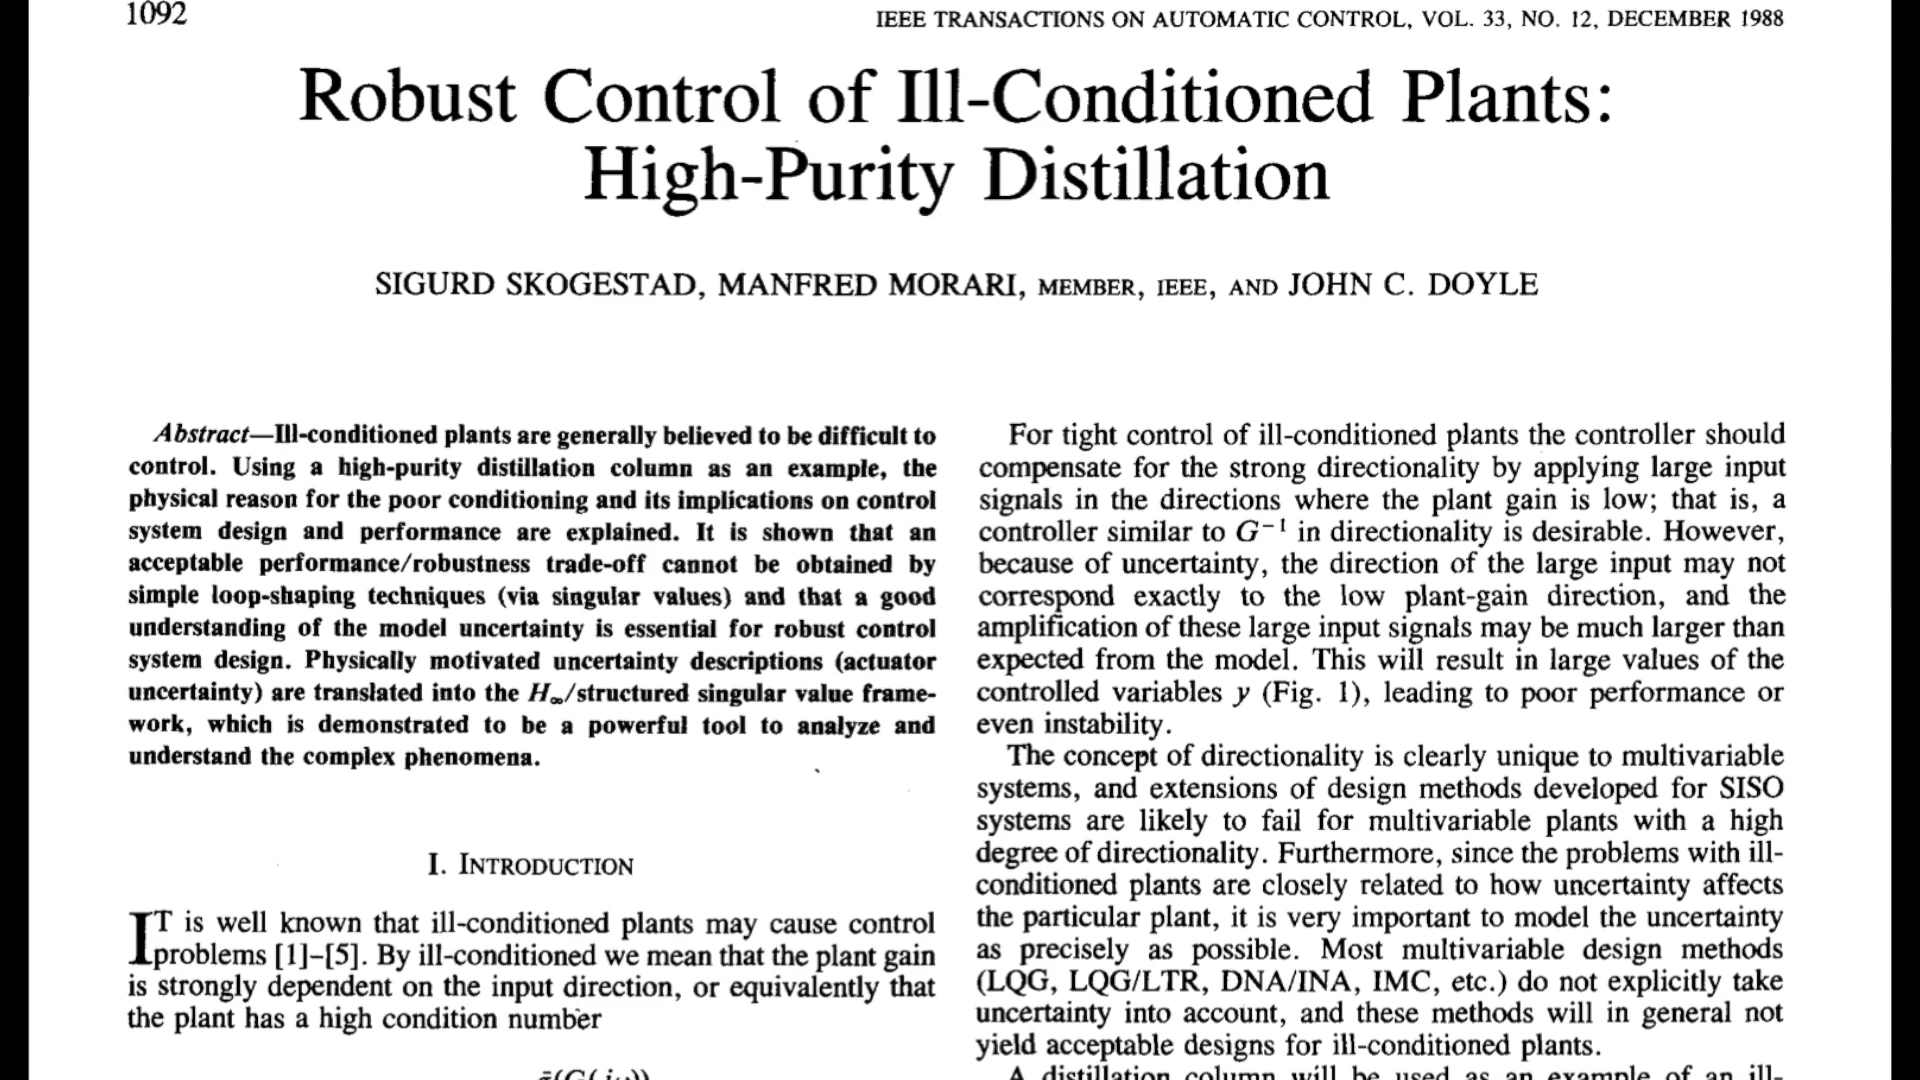 1092
IEEE TRANSACTIONS ON AUTOMATIC CONTROL, VOL. 33, NO. 12, DECEMBER 1988
Robust Control of Ill-Conditioned Plants:
High-Purity Distillation
SIGURD SKOGESTAD, MANFRED MORARI, MEMBER, IEEE, AND JOHN C. DOYLE
Abstract—Ill-conditioned plants are generally believed to be difficult to
control. Using a high-purity distillation column as an example, the
physical reason for the poor conditioning and its implications on control
system design and performance are explained. It is shown that an
acceptable performance/robustness trade-off cannot be obtained by
simple loop-shaping techniques (via singular values) and that a good
understanding of the model uncertainty is essential for robust control
system design. Physically motivated uncertainty descriptions (actuator
uncertainty) are translated into the H∞/structured singular value frame-
work, which is demonstrated to be a powerful tool to analyze and
understand the complex phenomena.
I. INTRODUCTION
IT is well known that ill-conditioned plants may cause control
problems [1]–[5]. By ill-conditioned we mean that the plant gain
is strongly dependent on the input direction, or equivalently that
the plant has a high condition number
For tight control of ill-conditioned plants the controller should
compensate for the strong directionality by applying large input
signals in the directions where the plant gain is low; that is, a
controller similar to G⁻¹ in directionality is desirable. However,
because of uncertainty, the direction of the large input may not
correspond exactly to the low plant-gain direction, and the
amplification of these large input signals may be much larger than
expected from the model. This will result in large values of the
controlled variables y (Fig. 1), leading to poor performance or
even instability.
The concept of directionality is clearly unique to multivariable
systems, and extensions of design methods developed for SISO
systems are likely to fail for multivariable plants with a high
degree of directionality. Furthermore, since the problems with ill-
conditioned plants are closely related to how uncertainty affects
the particular plant, it is very important to model the uncertainty
as precisely as possible. Most multivariable design methods
(LQG, LQG/LTR, DNA/INA, IMC, etc.) do not explicitly take
uncertainty into account, and these methods will in general not
yield acceptable designs for ill-conditioned plants.
A distillation column will be used as an example of an ill-